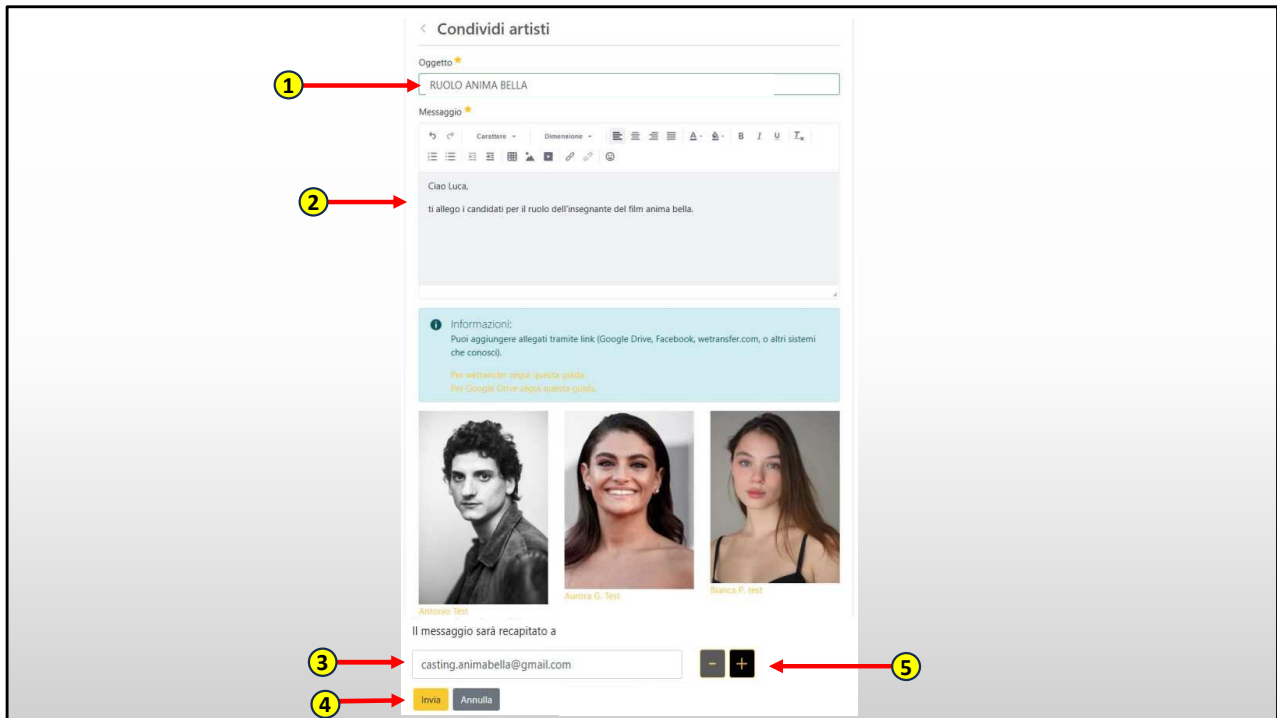 Condividi artisti
Oggetto *
1
RUOLO ANIMA BELLA
Messaggio *
Carattere
Dimensione
A
B I U Tx
2
Ciao Luca,
ti allego i candidati per il ruolo dell'insegnante del film anima bella.
Informazioni:
Puoi aggiungere allegati tramite link (Google Drive, Facebook, wetransfer.com, o altri sistemi
che conosci).
Per wetransfer segui questa guida.
Per Google Drive segui questa guida.
Antonio Test
Aurora G. Test
Bianca P. test
Il messaggio sarà recapitato a
3
casting.animabella@gmail.com
- +
5
4
Invia
Annulla